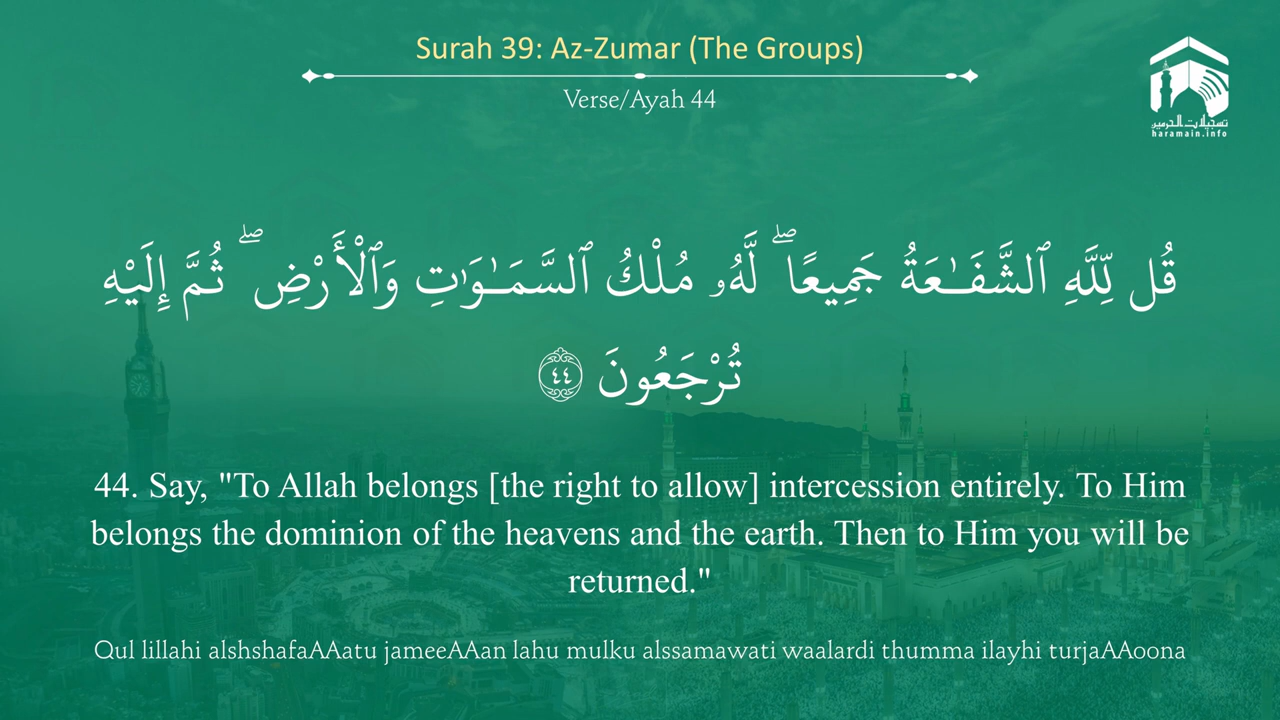 Surah 39: Az-Zumar (The Groups)
Verse/Ayah 44
تسجيلات الحرمين
haramain.info
قُل لِّلَّهِ ٱلشَّفَـٰعَةُ جَمِيعًا ۖ لَّهُۥ مُلْكُ ٱلسَّمَـٰوَٰتِ وَٱلْأَرْضِ ۖ ثُمَّ إِلَيْهِ
تُرْجَعُونَ ٤٤
44. Say, "To Allah belongs [the right to allow] intercession entirely. To Him
belongs the dominion of the heavens and the earth. Then to Him you will be
returned."
Qul lillahi alshshafaAAatu jameeAAan lahu mulku alssamawati waalardi thumma ilayhi turjaAAoona